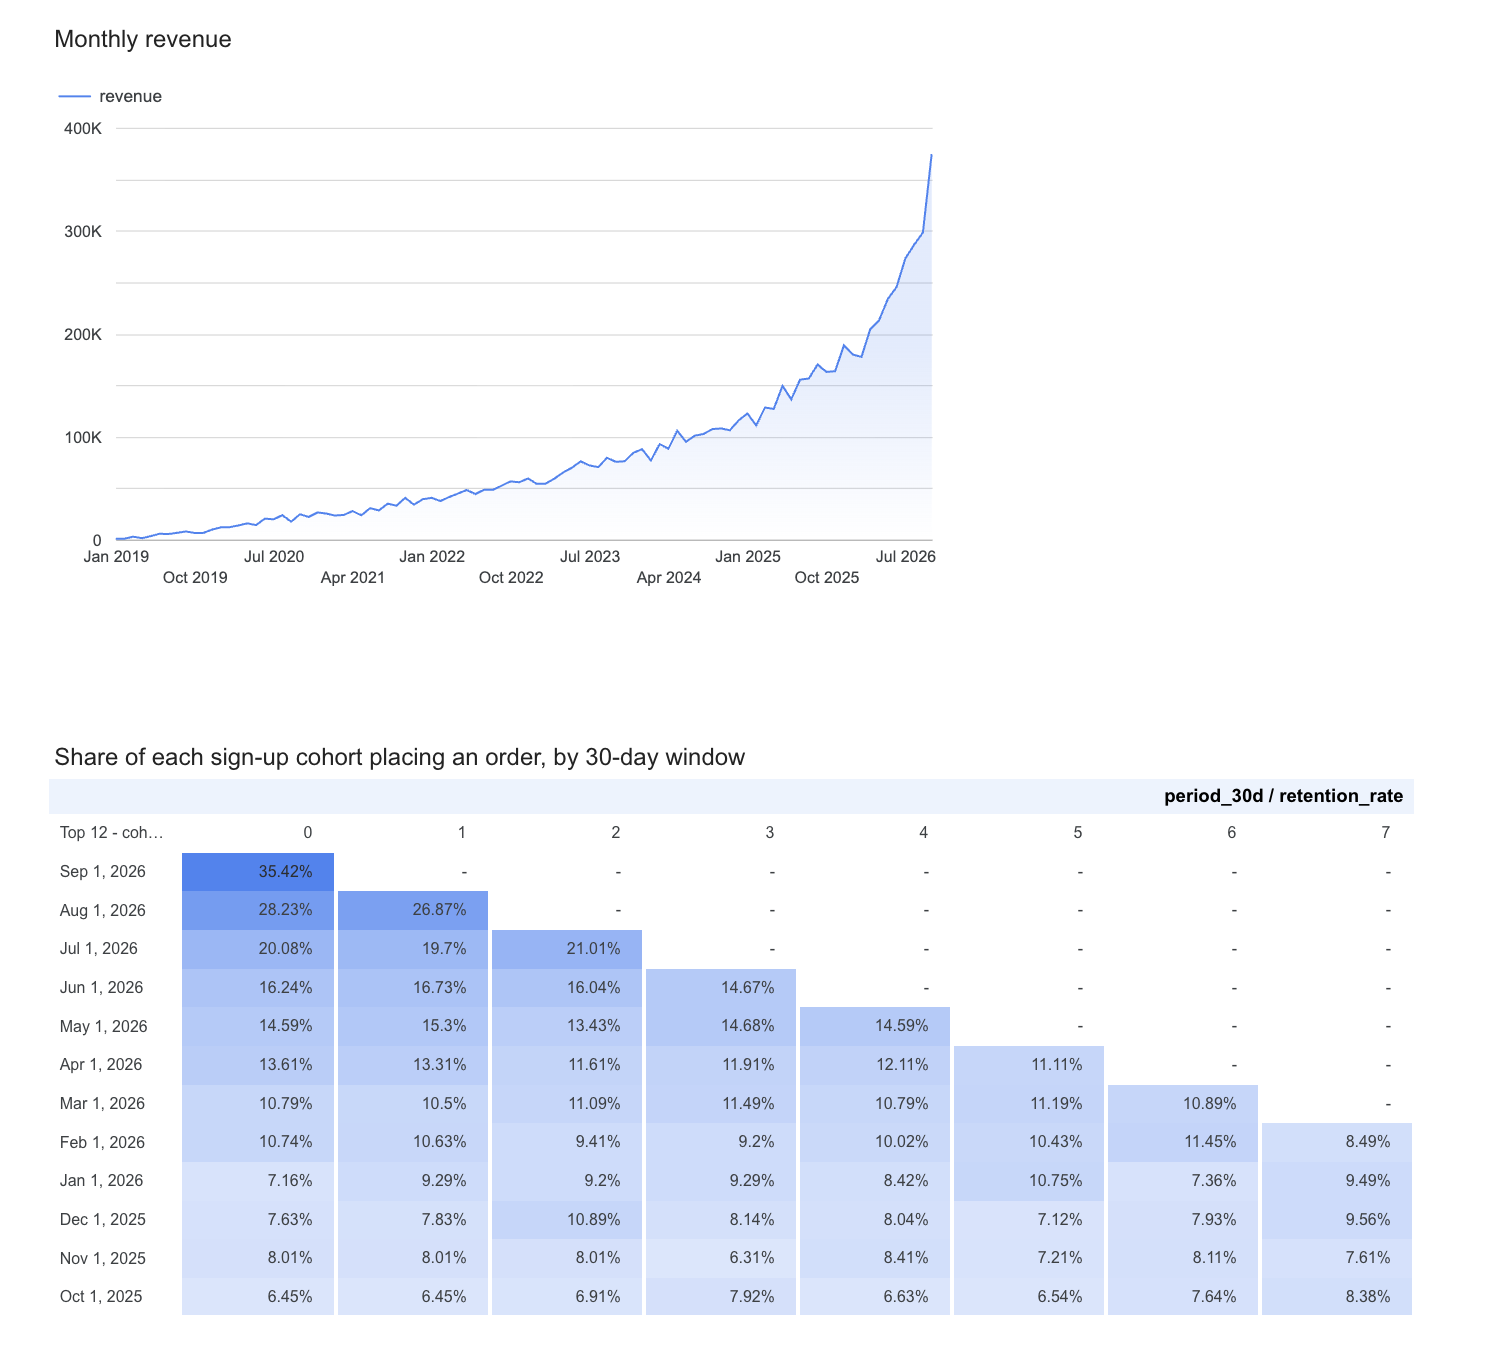 Monthly revenue
revenue
400K
300K
200K
100K
0
Jan 2019 Jul 2020 Jan 2022 Jul 2023 Jan 2025 Jul 2026
Oct 2019 Apr 2021 Oct 2022 Apr 2024 Oct 2025
Share of each sign-up cohort placing an order, by 30-day window
period_30d / retention_rate
Top 12 - coh… 0 1 2 3 4 5 6 7
Sep 1, 2026 35.42% - - - - - - -
Aug 1, 2026 28.23% 26.87% - - - - - -
Jul 1, 2026 20.08% 19.7% 21.01% - - - - -
Jun 1, 2026 16.24% 16.73% 16.04% 14.67% - - - -
May 1, 2026 14.59% 15.3% 13.43% 14.68% 14.59% - - -
Apr 1, 2026 13.61% 13.31% 11.61% 11.91% 12.11% 11.11% - -
Mar 1, 2026 10.79% 10.5% 11.09% 11.49% 10.79% 11.19% 10.89% -
Feb 1, 2026 10.74% 10.63% 9.41% 9.2% 10.02% 10.43% 11.45% 8.49%
Jan 1, 2026 7.16% 9.29% 9.2% 9.29% 8.42% 10.75% 7.36% 9.49%
Dec 1, 2025 7.63% 7.83% 10.89% 8.14% 8.04% 7.12% 7.93% 9.56%
Nov 1, 2025 8.01% 8.01% 8.01% 6.31% 8.41% 7.21% 8.11% 7.61%
Oct 1, 2025 6.45% 6.45% 6.91% 7.92% 6.63% 6.54% 7.64% 8.38%